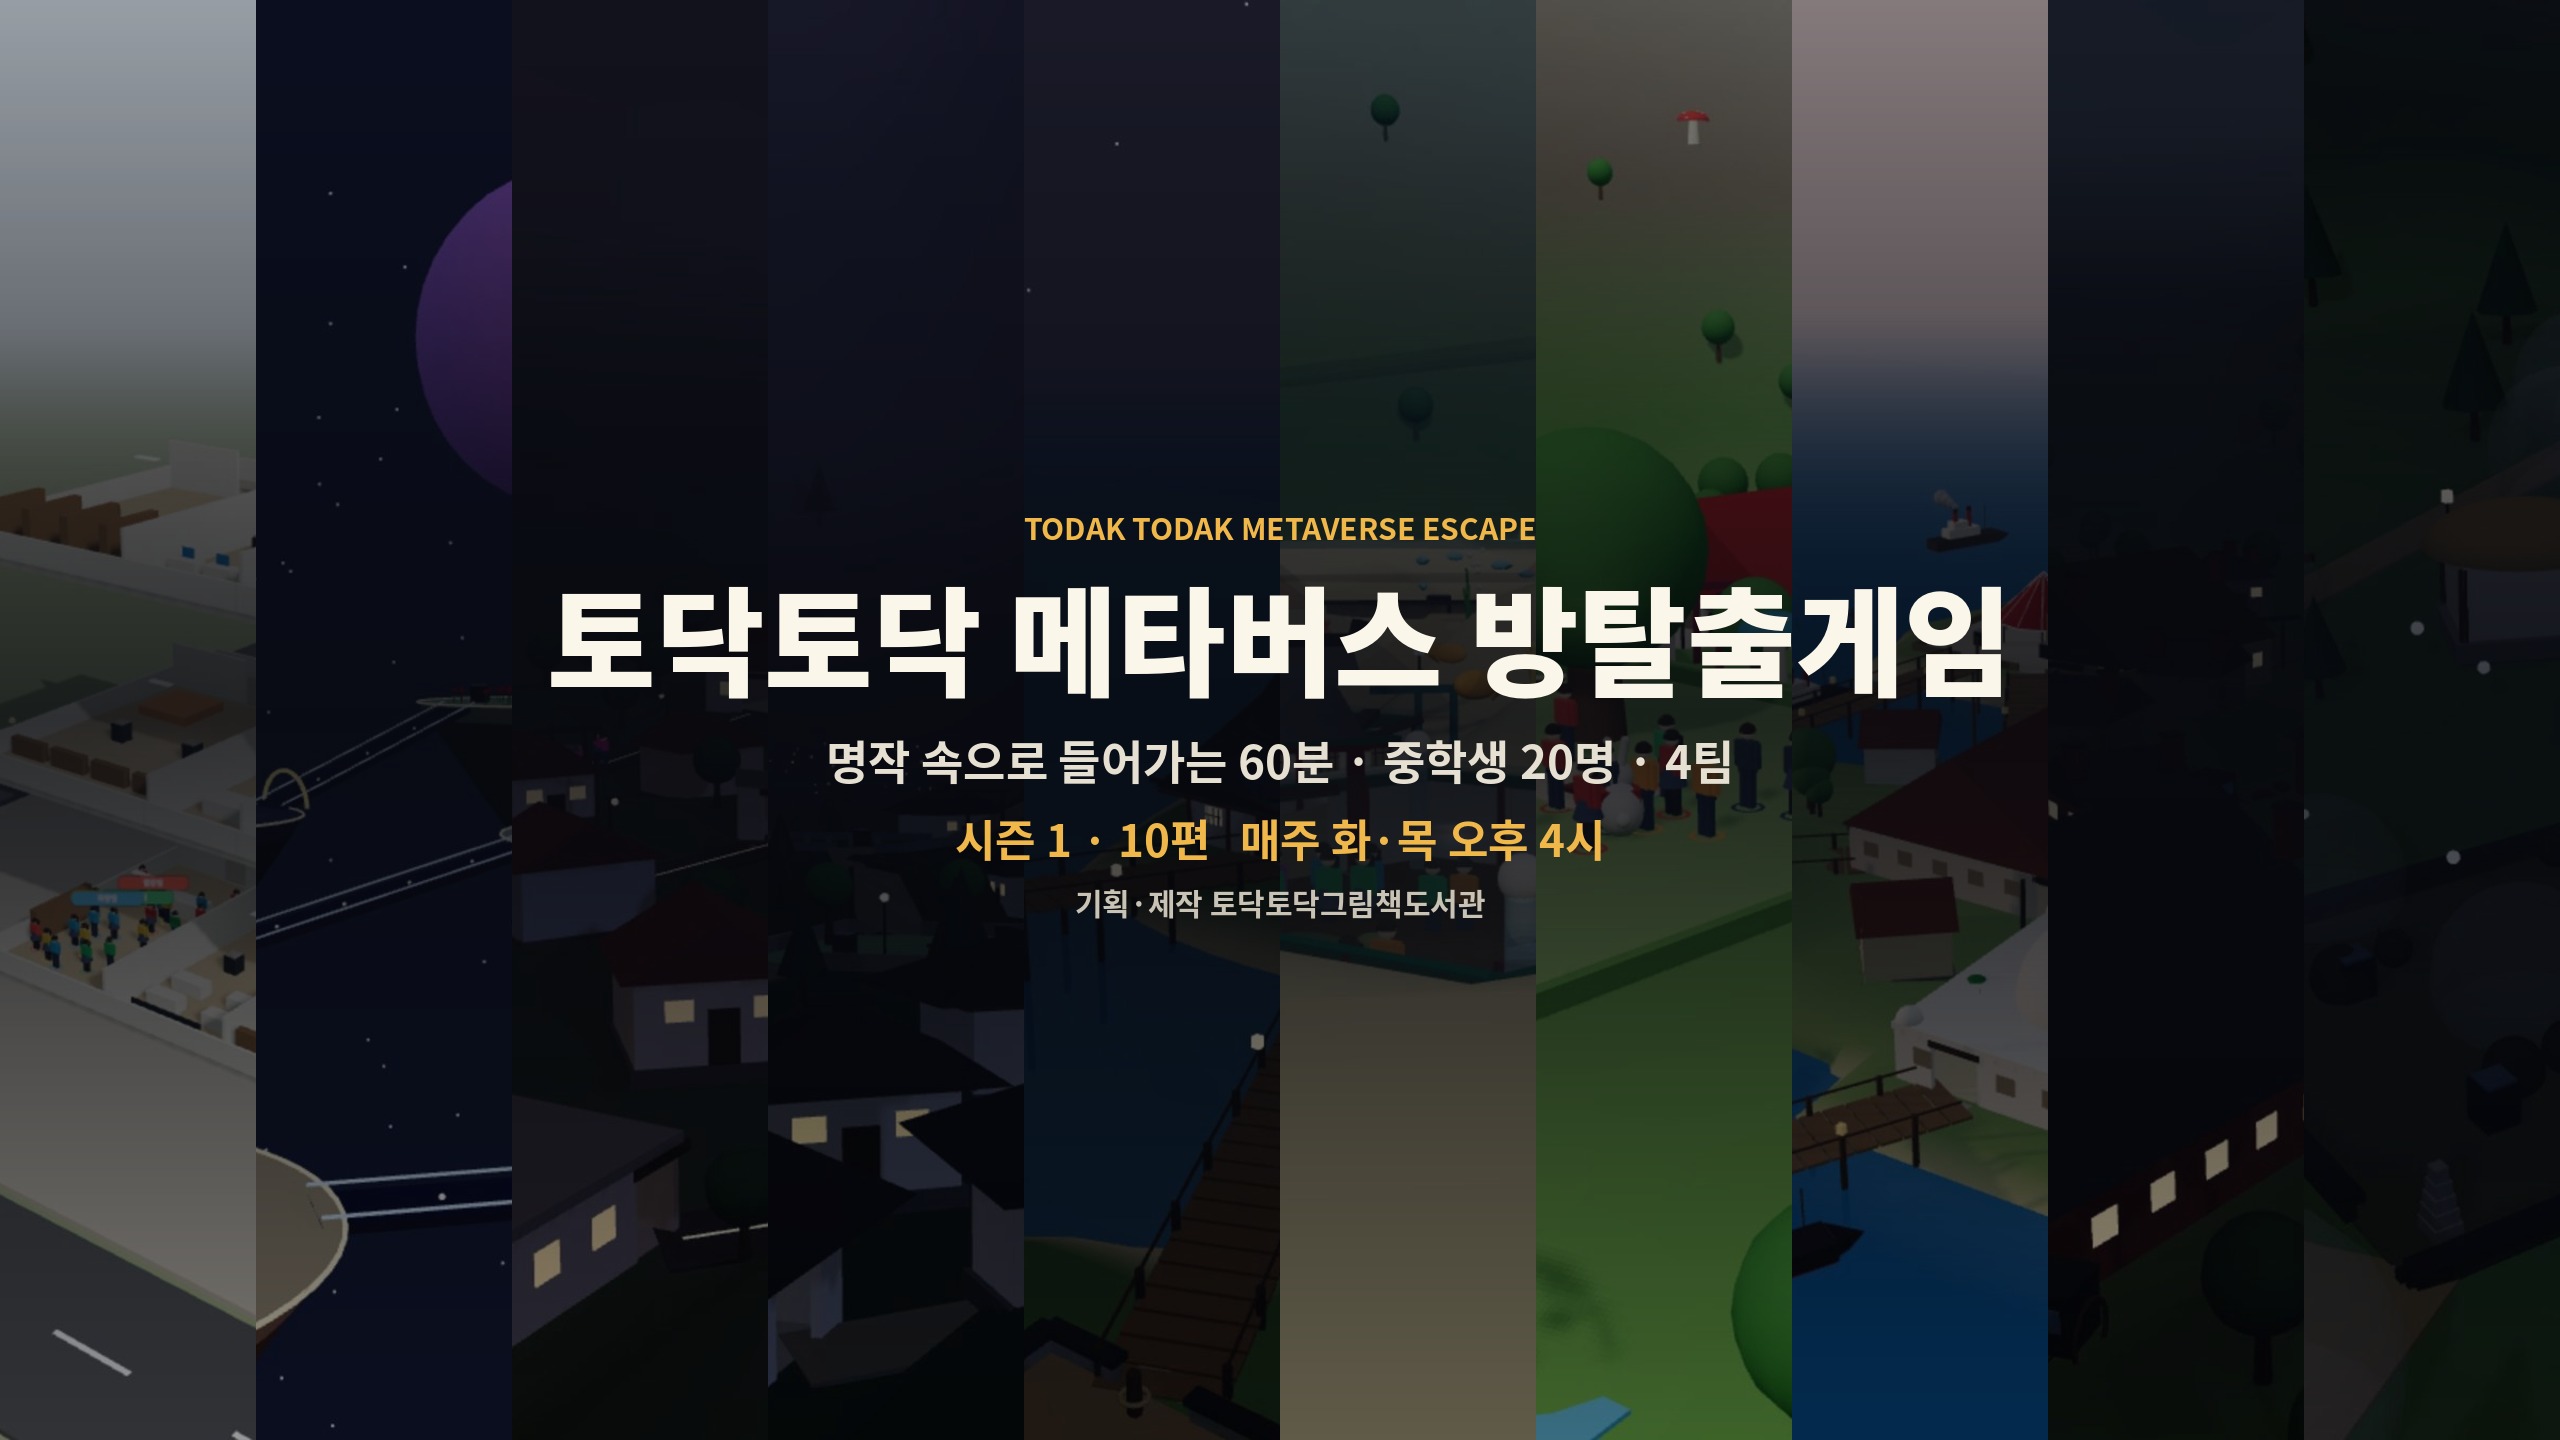 TODAK TODAK METAVERSE ESCAPE
토닥토닥 메타버스 방탈출게임
명작 속으로 들어가는 60분 · 중학생 20명 · 4팀
시즌 1 · 10편 매주 화·목 오후 4시
기획·제작 토닥토닥그림책도서관